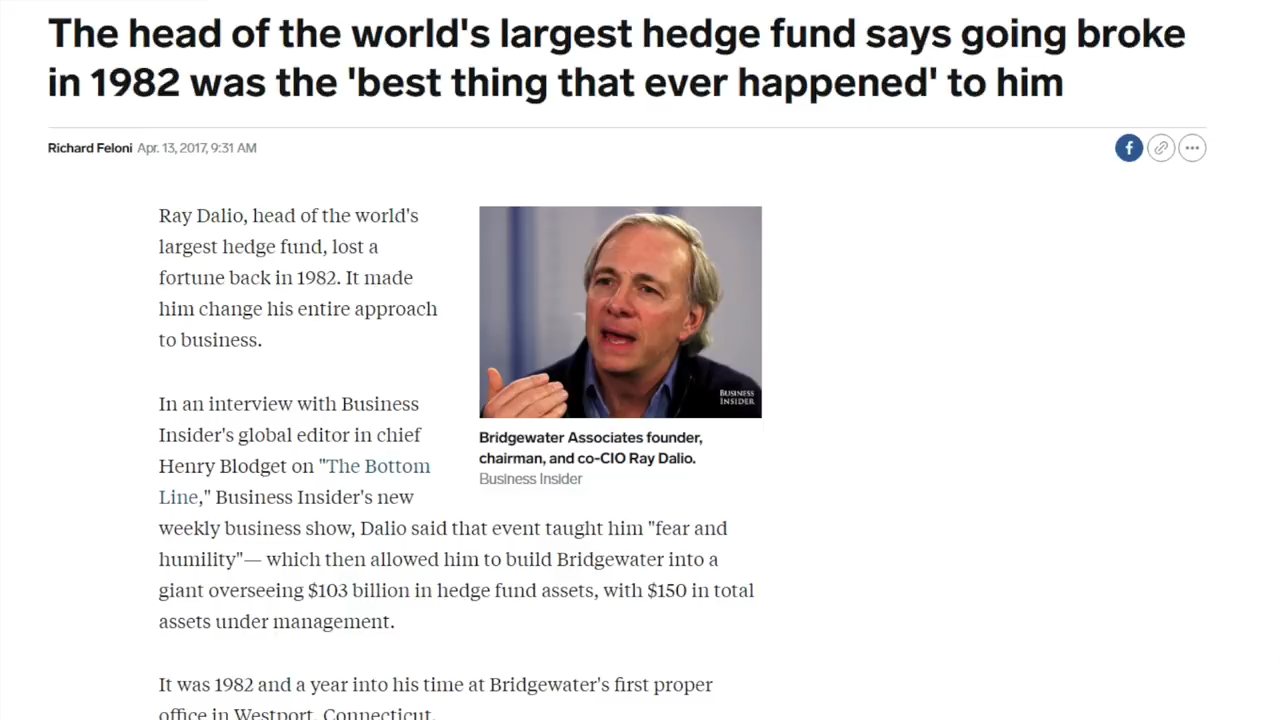 The head of the world's largest hedge fund says going broke
in 1982 was the 'best thing that ever happened' to him
Richard Feloni Apr. 13, 2017, 9:31 AM
f
Ray Dalio, head of the world's
largest hedge fund, lost a
fortune back in 1982. It made
him change his entire approach
to business.
BUSINESS
INSIDER
Bridgewater Associates founder,
chairman, and co-CIO Ray Dalio.
Business Insider
In an interview with Business
Insider's global editor in chief
Henry Blodget on "The Bottom
Line," Business Insider's new
weekly business show, Dalio said that event taught him "fear and
humility"— which then allowed him to build Bridgewater into a
giant overseeing $103 billion in hedge fund assets, with $150 in total
assets under management.
It was 1982 and a year into his time at Bridgewater's first proper
office in Westport, Connecticut.